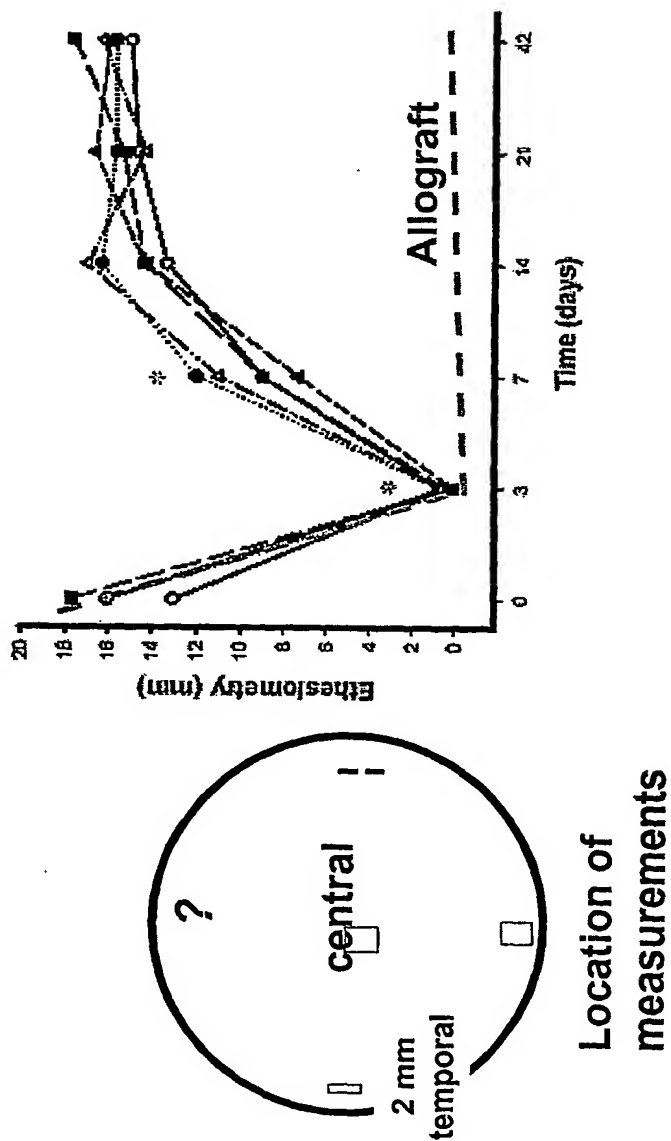 ?
central
2 mm
temporal
Location of
measurements
Ethesiometry (mm)
20
18
16
14
12
10
8
6
4
2
0
*
*
Allograft
0 3 7 14 21 42
Time (days)